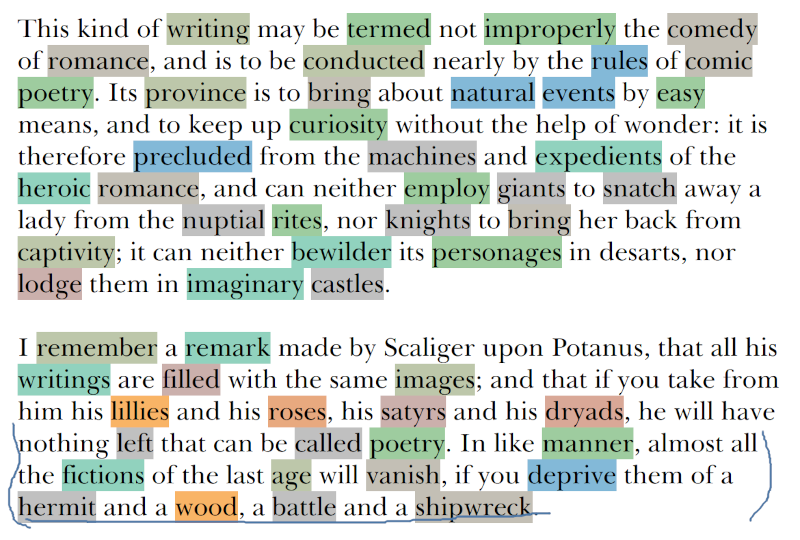 This kind of writing may be termed not improperly the comedy
of romance, and is to be conducted nearly by the rules of comic
poetry. Its province is to bring about natural events by easy
means, and to keep up curiosity without the help of wonder: it is
therefore precluded from the machines and expedients of the
heroic romance, and can neither employ giants to snatch away a
lady from the nuptial rites, nor knights to bring her back from
captivity; it can neither bewilder its personages in desarts, nor
lodge them in imaginary castles.
I remember a remark made by Scaliger upon Potanus, that all his
writings are filled with the same images; and that if you take from
him his lillies and his roses, his satyrs and his dryads, he will have
nothing left that can be called poetry. In like manner, almost all
the fictions of the last age will vanish, if you deprive them of a
hermit and a wood, a battle and a shipwreck.